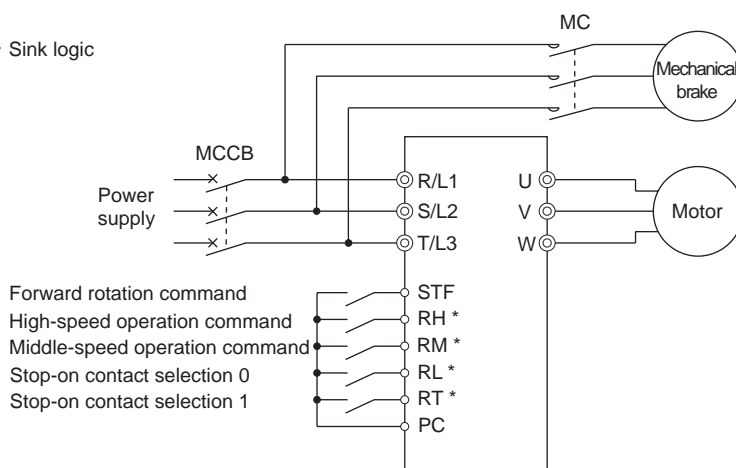 Sink logic
MC
Mechanical
brake
MCCB
Power
supply
R/L1
S/L2
T/L3
U
V
W
Motor
Forward rotation command
High-speed operation command
Middle-speed operation command
Stop-on contact selection 0
Stop-on contact selection 1
STF
RH *
RM *
RL *
RT *
PC